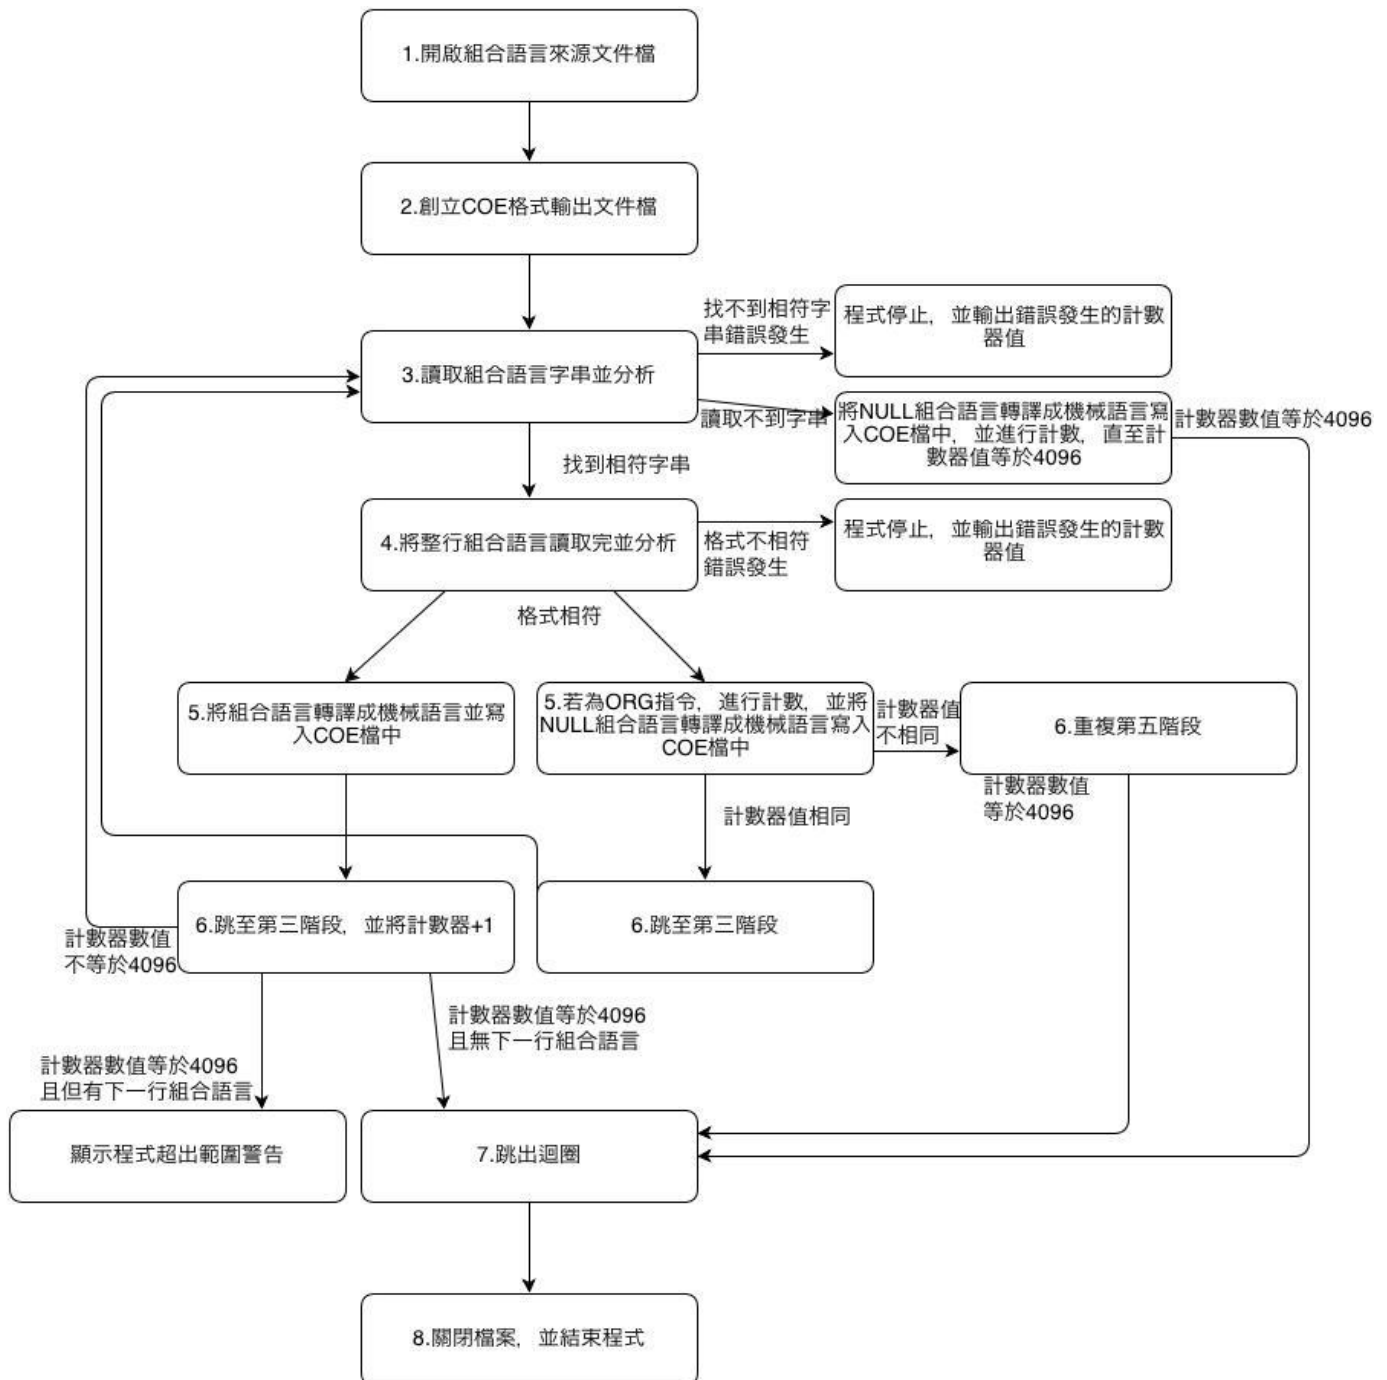 1.開啟組合語言來源文件檔
2.創立COE格式輸出文件檔
找不到相符字
串錯誤發生
程式停止，並輸出錯誤發生的計數
器值
3.讀取組合語言字串並分析
讀取不到字串
將NULL組合語言轉譯成機械語言寫
入COE檔中，並進行計數，直至計
數器值等於4096
計數器數值等於4096
找到相符字串
4.將整行組合語言讀取完並分析
格式不相符
錯誤發生
程式停止，並輸出錯誤發生的計數
器值
格式相符
5.將組合語言轉譯成機械語言並寫
入COE檔中
5.若為ORG指令，進行計數，並將
NULL組合語言轉譯成機械語言寫入
COE檔中
計數器值
不相同
6.重複第五階段
計數器值相同
計數器數值
等於4096
6.跳至第三階段，並將計數器+1
6.跳至第三階段
計數器數值
不等於4096
計數器數值等於4096
且無下一行組合語言
計數器數值等於4096
且但有下一行組合語言
顯示程式超出範圍警告
7.跳出迴圈
8.關閉檔案，並結束程式